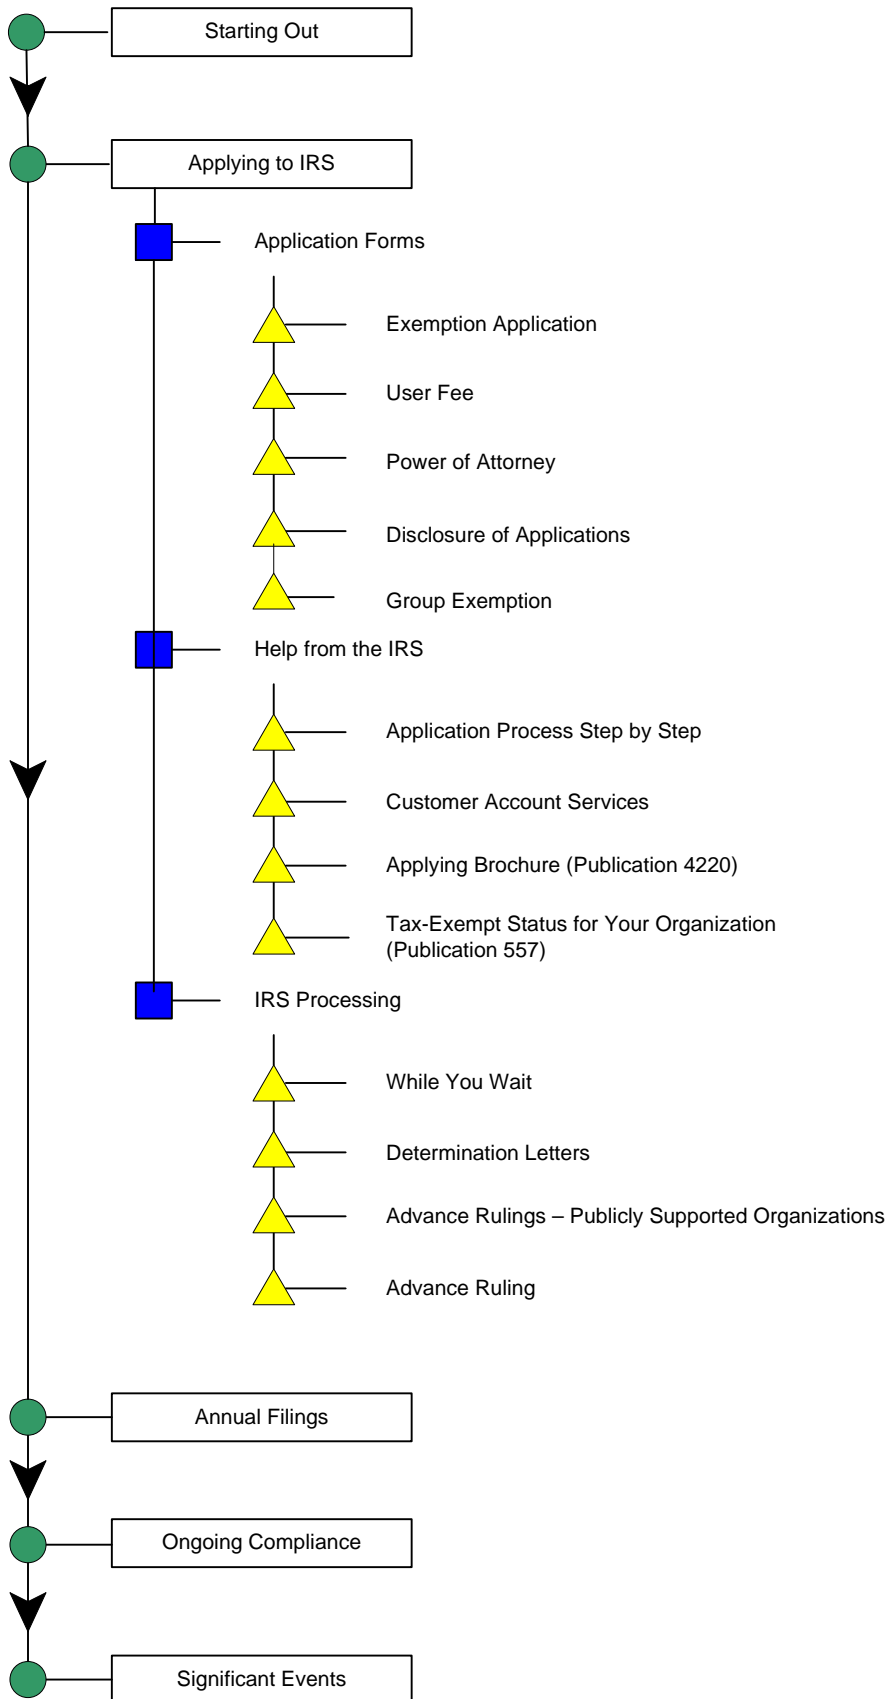 Starting Out
Applying to IRS
Application Forms
Exemption Application
User Fee
Power of Attorney
Disclosure of Applications
Group Exemption
Help from the IRS
Application Process Step by Step
Customer Account Services
Applying Brochure (Publication 4220)
Tax-Exempt Status for Your Organization
(Publication 557)
IRS Processing
While You Wait
Determination Letters
Advance Rulings – Publicly Supported Organizations
Advance Ruling
Annual Filings
Ongoing Compliance
Significant Events